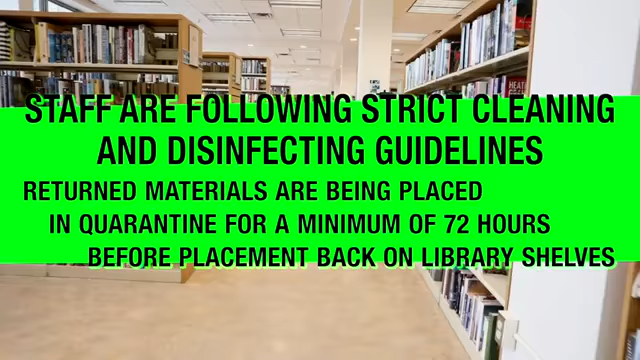 STAFF ARE FOLLOWING STRICT CLEANING
AND DISINFECTING GUIDELINES
RETURNED MATERIALS ARE BEING PLACED
IN QUARANTINE FOR A MINIMUM OF 72 HOURS
BEFORE PLACEMENT BACK ON LIBRARY SHELVES